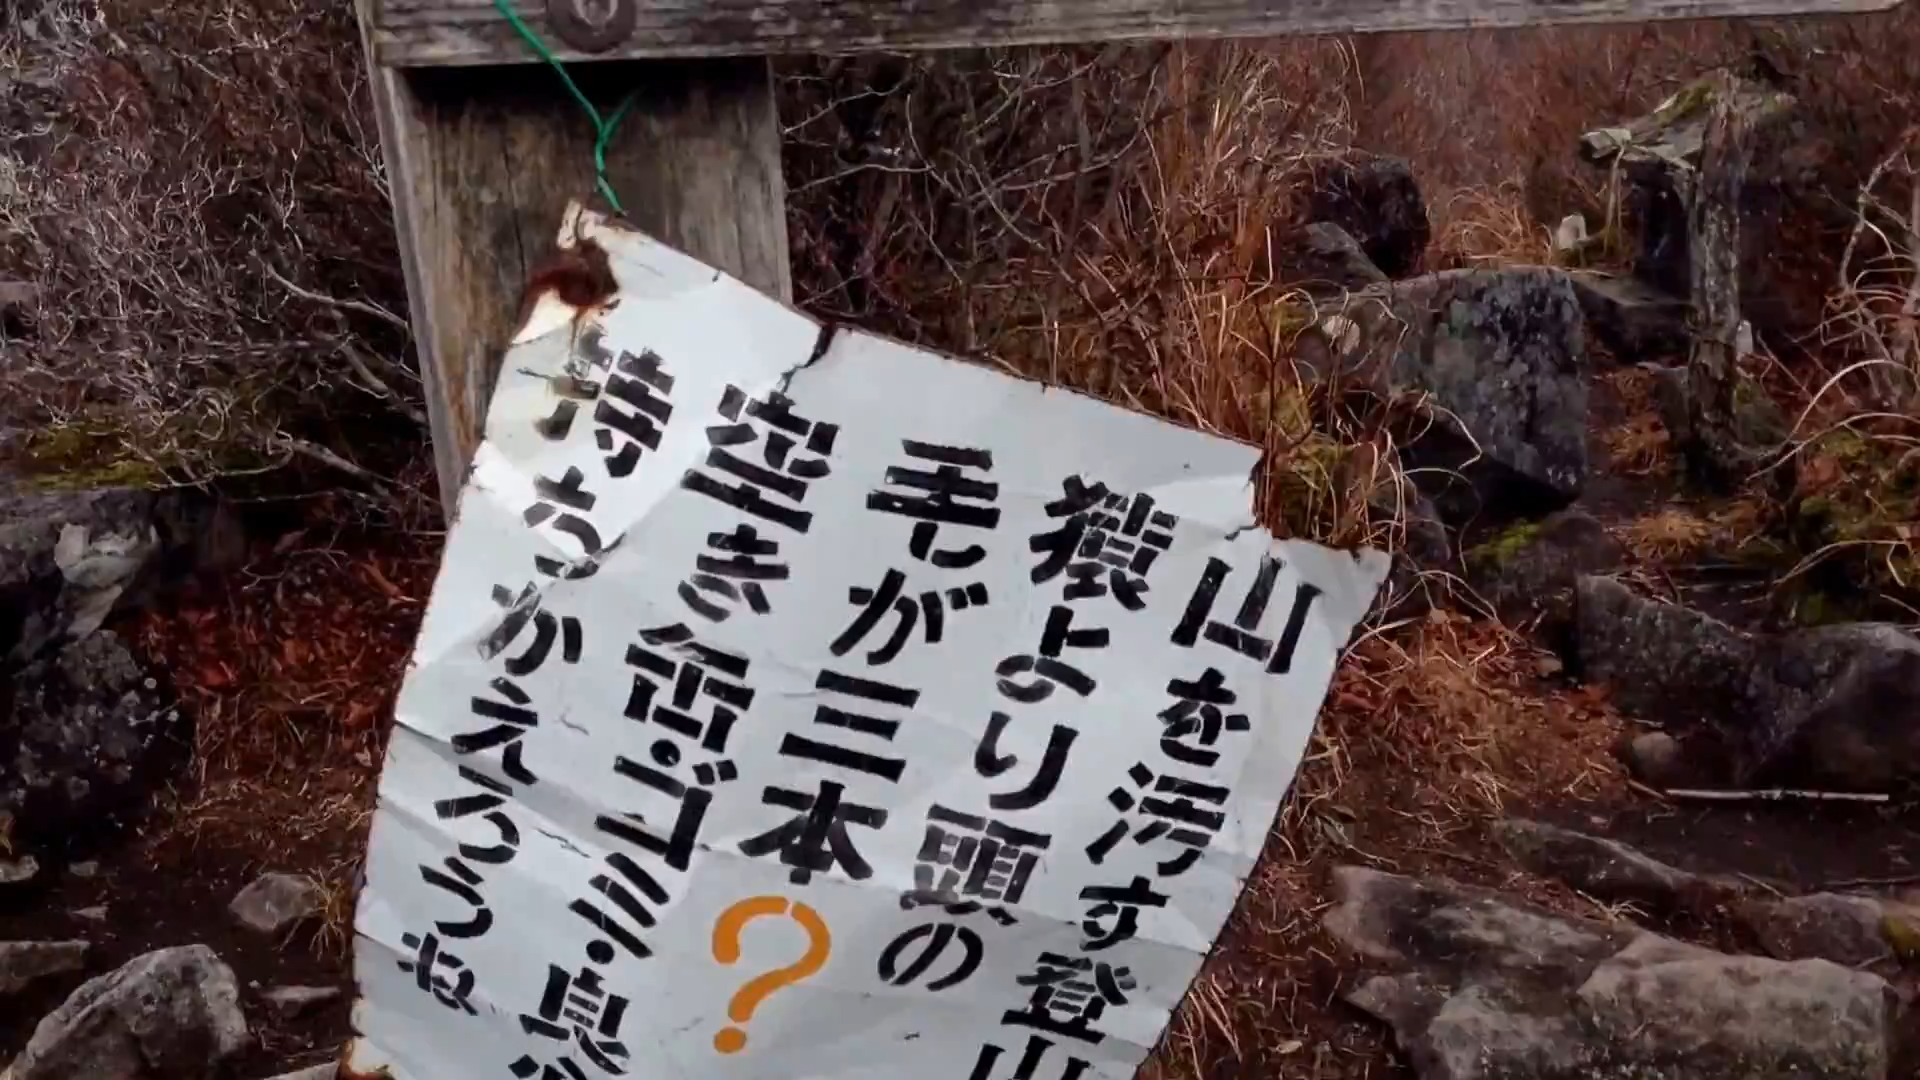 山を汚す登山
猿より頭の
毛が三本?
空き缶・ゴミ・
持ちかえろうね